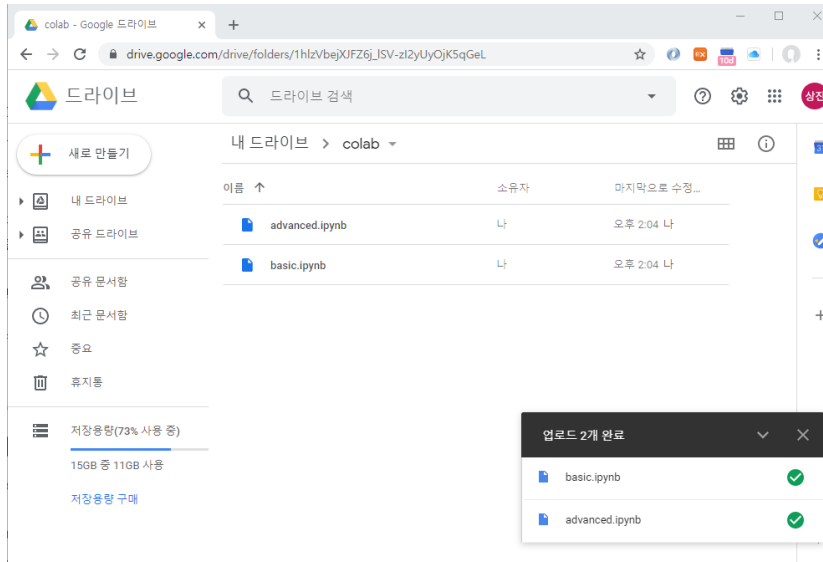 colab - Google 드라이브
drive.google.com/drive/folders/1hlzVbejXJFZ6j_lSV-zI2yUyOjK5qGeL
10d
드라이브
드라이브 검색
상진
새로 만들기
내 드라이브 > colab
이름
소유자
마지막으로 수정...
내 드라이브
advanced.ipynb
나
오후 2:04 나
공유 드라이브
basic.ipynb
나
오후 2:04 나
공유 문서함
최근 문서함
중요
휴지통
저장용량(73% 사용 중)
15GB 중 11GB 사용
저장용량 구매
업로드 2개 완료
basic.ipynb
advanced.ipynb